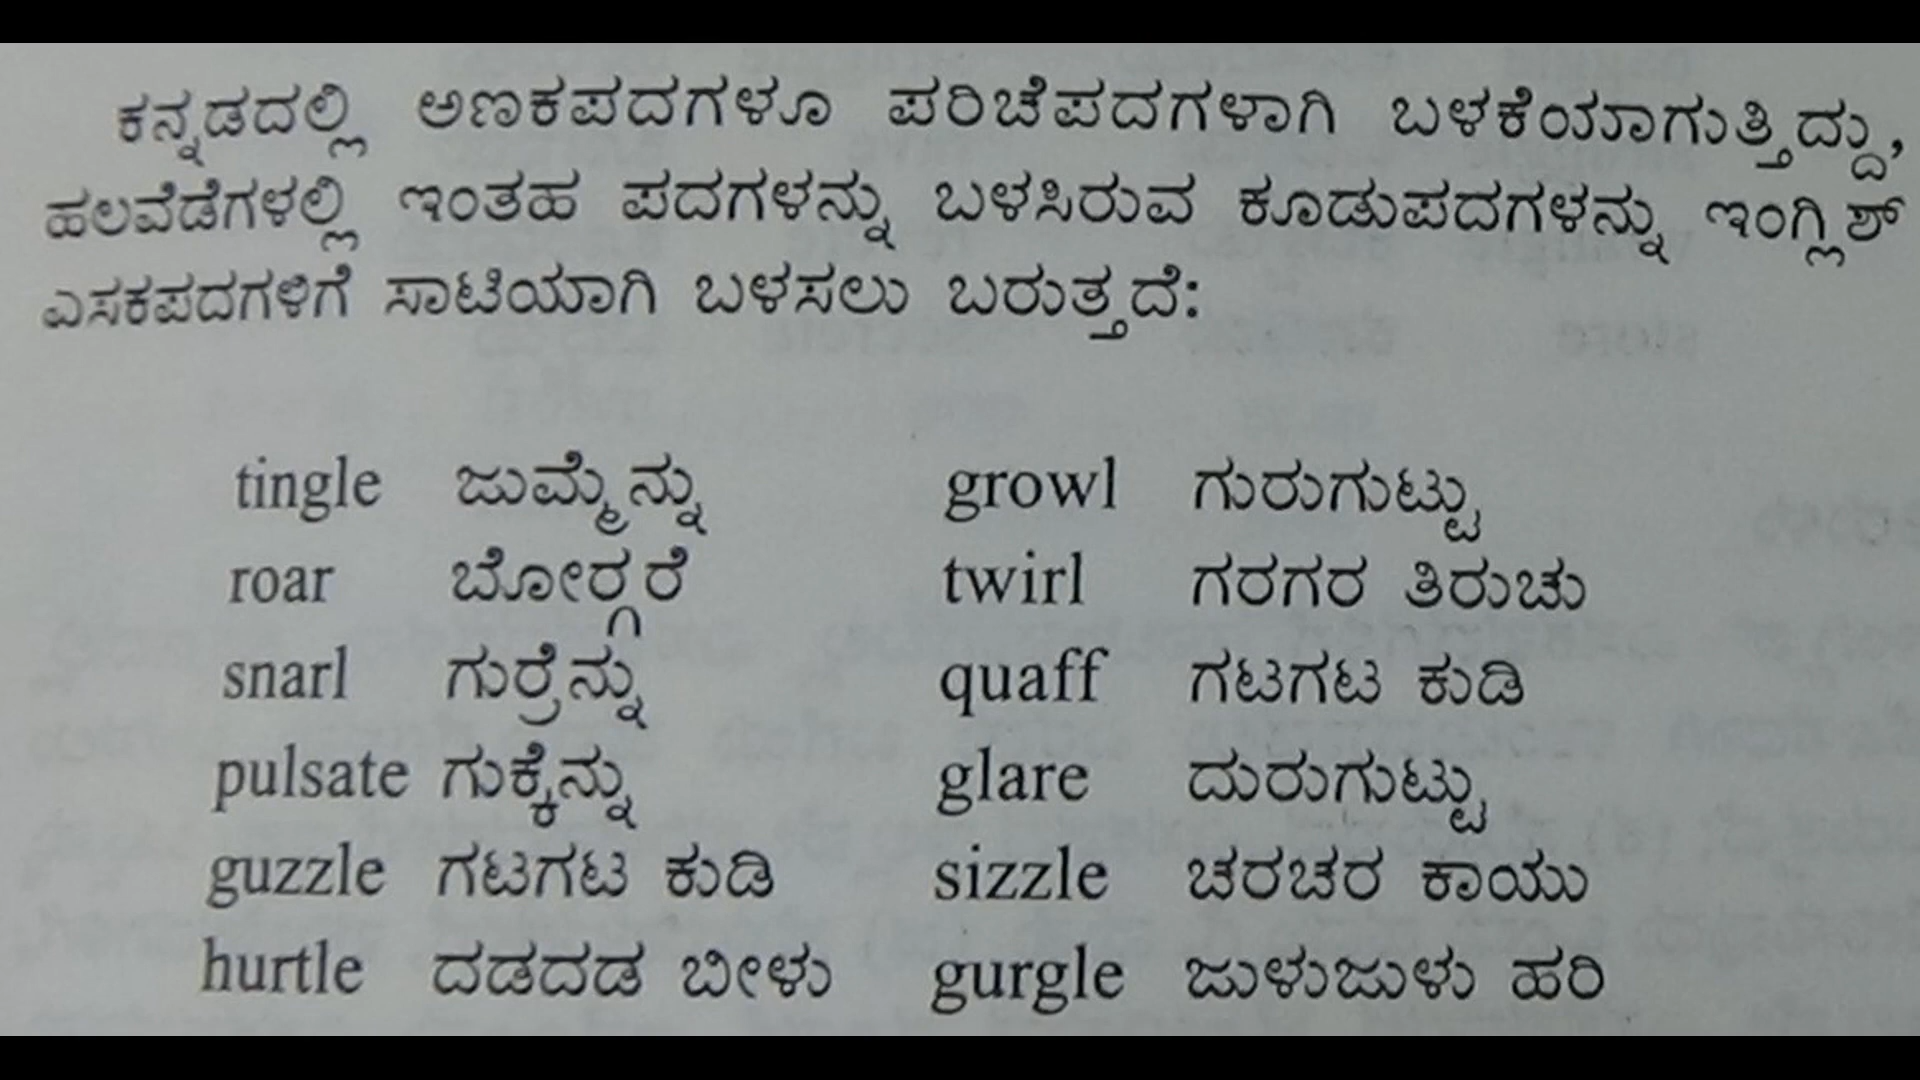 ಕನ್ನಡದಲ್ಲಿ ಅಣಕಪದಗಳೂ ಪರಿಚೆಪದಗಳಾಗಿ ಬಳಕೆಯಾಗುತ್ತಿದ್ದು,
ಹಲವೆಡೆಗಳಲ್ಲಿ ಇಂತಹ ಪದಗಳನ್ನು ಬಳಸಿರುವ ಕೂಡುಪದಗಳನ್ನು ಇಂಗ್ಲಿಶ್
ಎಸಕಪದಗಳಿಗೆ ಸಾಟಿಯಾಗಿ ಬಳಸಲು ಬರುತ್ತದೆ:
tingle ಜುಮ್ಮೆನ್ನು growl ಗುರುಗುಟ್ಟು
roar ಬೋರ‍್ಗರೆ twirl ಗರಗರ ತಿರುಚು
snarl ಗುರ‍್ರೆನ್ನು quaff ಗಟಗಟ ಕುಡಿ
pulsate ಗುಕ್ಕೆನ್ನು glare ದುರುಗುಟ್ಟು
guzzle ಗಟಗಟ ಕುಡಿ sizzle ಚರಚರ ಕಾಯು
hurtle ದಡದಡ ಬೀಳು gurgle ಜುಳುಜುಳು ಹರಿ